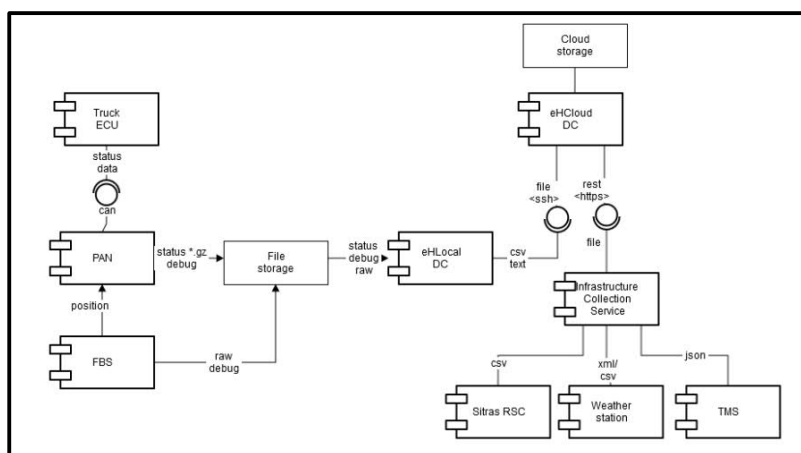 Cloud
storage
Truck
ECU
eHCloud
DC
status
data
can
file
<ssh>
rest
<https>
PAN
status *.gz
debug
File
storage
status
debug
raw
eHLocal
DC
csv
text
file
position
Infrastructure
Collection
Service
FBS
raw
debug
csv
xml/
csv
json
Sitras RSC
Weather
station
TMS